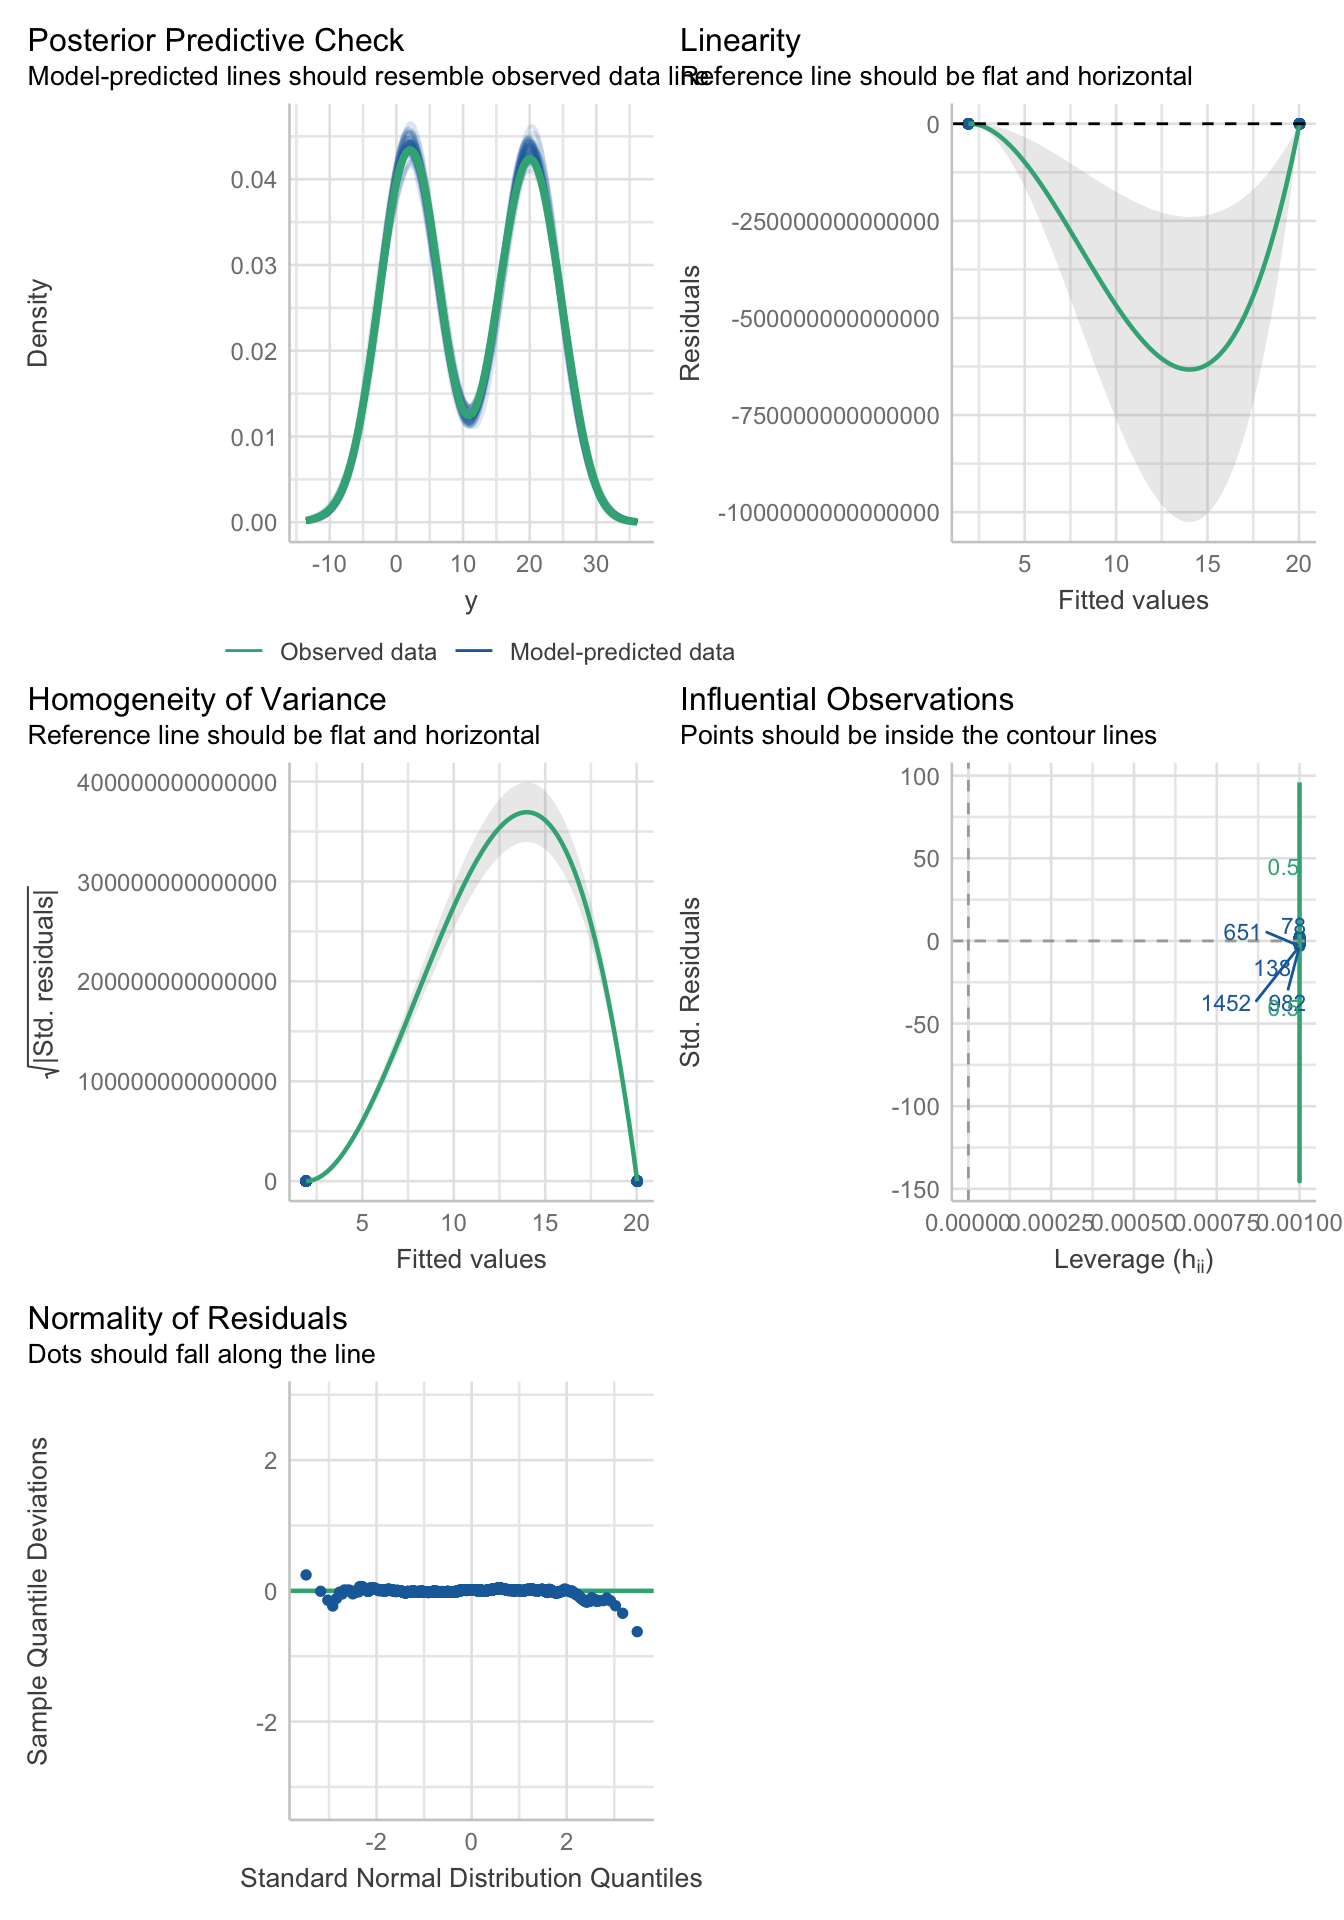 Posterior Predictive Check
Model-predicted lines should resemble observed data line
Density
0.04
0.03
0.02
0.01
0.00
-10 0 10 20 30
y
Observed data Model-predicted data
Linearity
Reference line should be flat and horizontal
Residuals
0
-250000000000000
-500000000000000
-750000000000000
-1000000000000000
5 10 15 20
Fitted values
Homogeneity of Variance
Reference line should be flat and horizontal
√|Std. residuals|
400000000000000
300000000000000
200000000000000
100000000000000
0
5 10 15 20
Fitted values
Influential Observations
Points should be inside the contour lines
Std. Residuals
100
50
0
-50
-100
-150
0.5
78
651
138
1452 982
0.5
0.00000 0.00025 0.00050 0.00075 0.00100
Leverage (hii)
Normality of Residuals
Dots should fall along the line
Sample Quantile Deviations
2
0
-2
-2 0 2
Standard Normal Distribution Quantiles